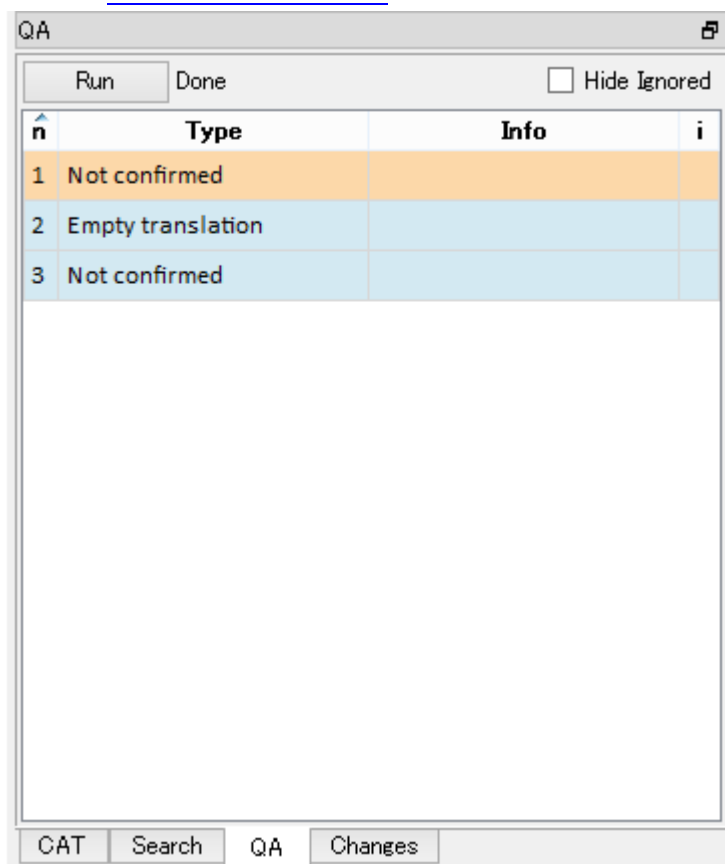 QA
Run Done Hide Ignored
n Type Info i
1 Not confirmed
2 Empty translation
3 Not confirmed
CAT Search QA Changes